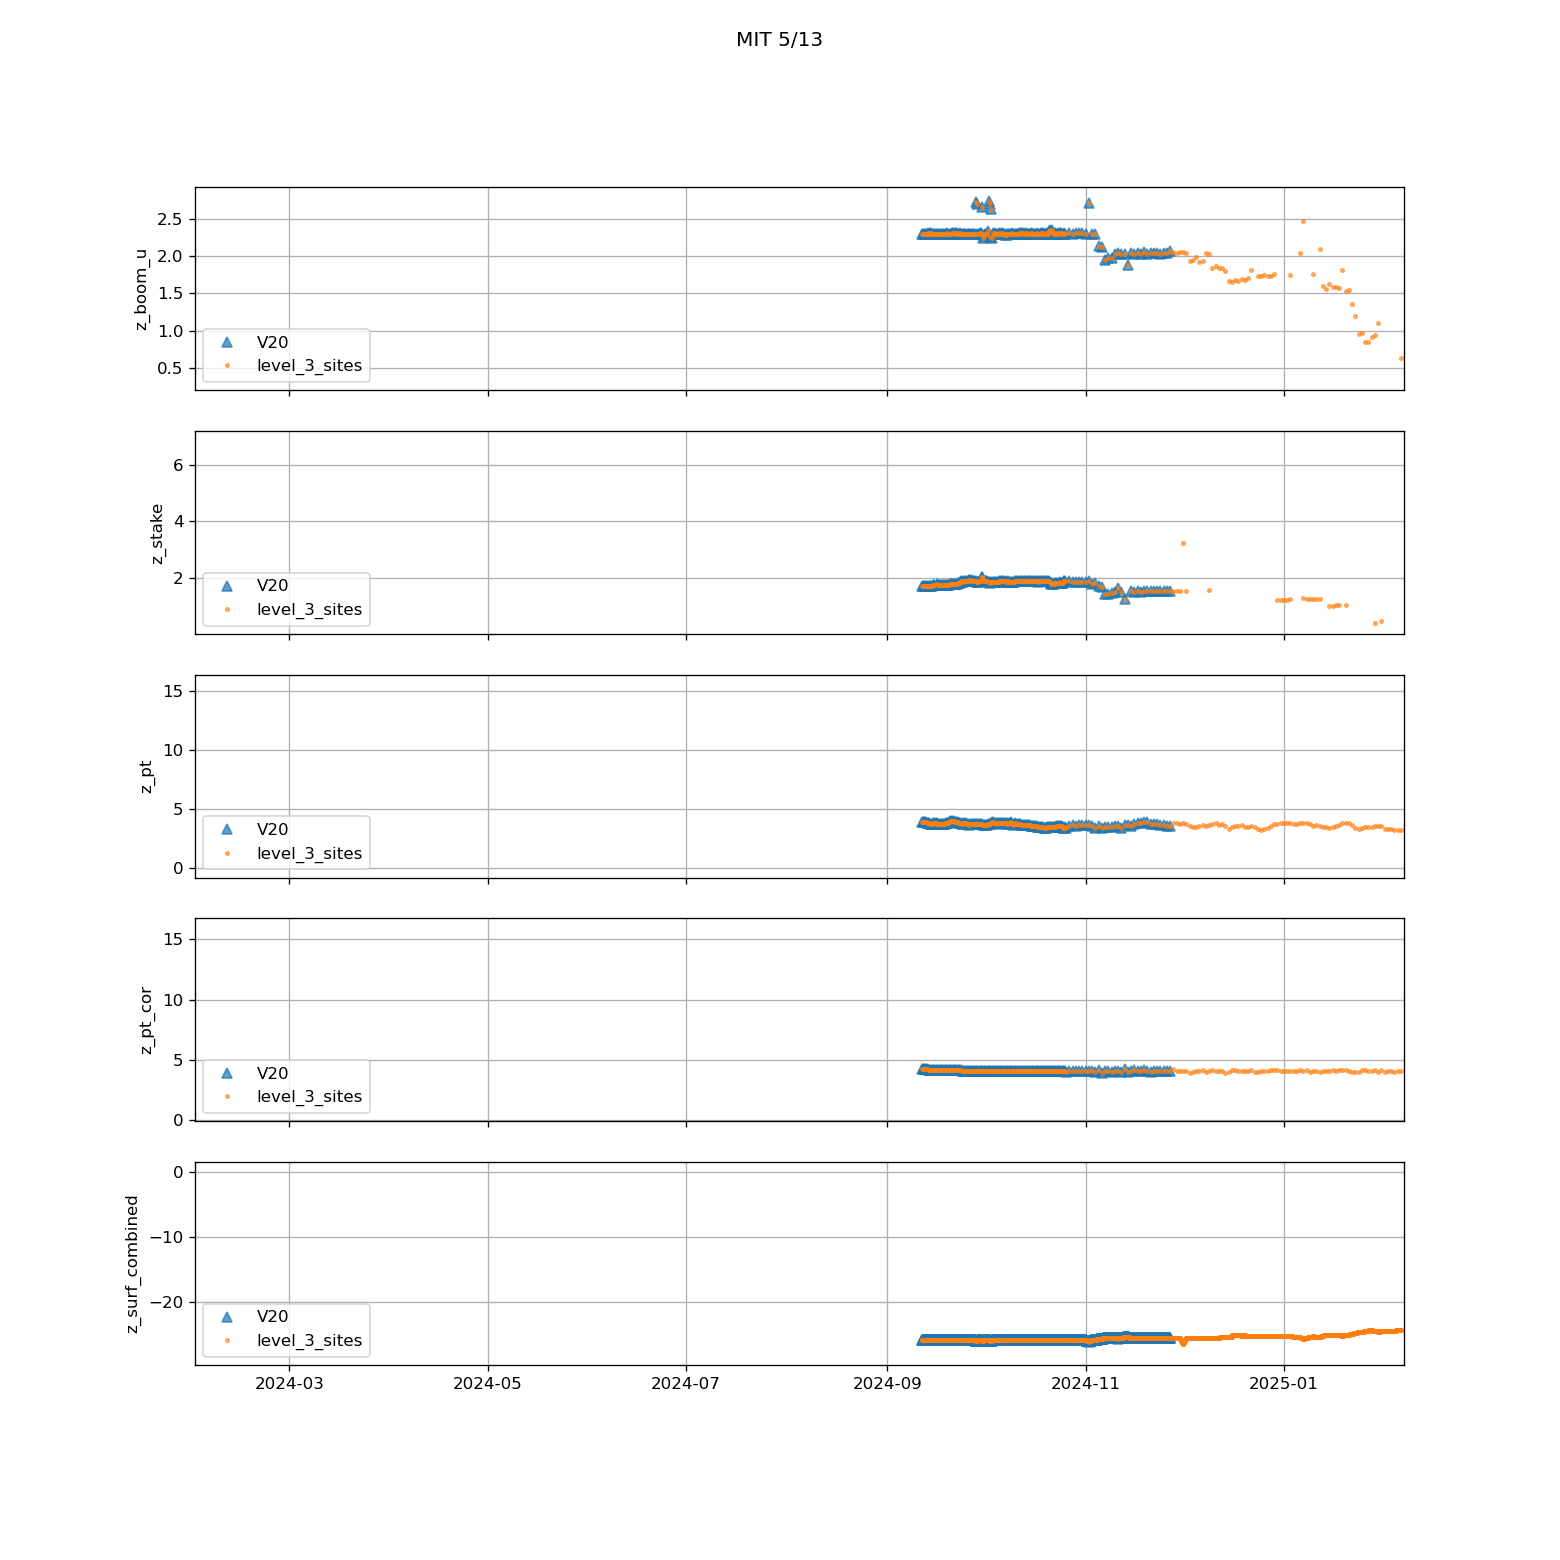 MIT 5/13
z_boom_u
2.5
2.0
1.5
1.0
0.5
V20
level_3_sites
z_stake
6
4
2
V20
level_3_sites
z_pt
15
10
5
0
V20
level_3_sites
z_pt_cor
15
10
5
0
V20
level_3_sites
z_surf_combined
0
−10
−20
V20
level_3_sites
2024-03
2024-05
2024-07
2024-09
2024-11
2025-01